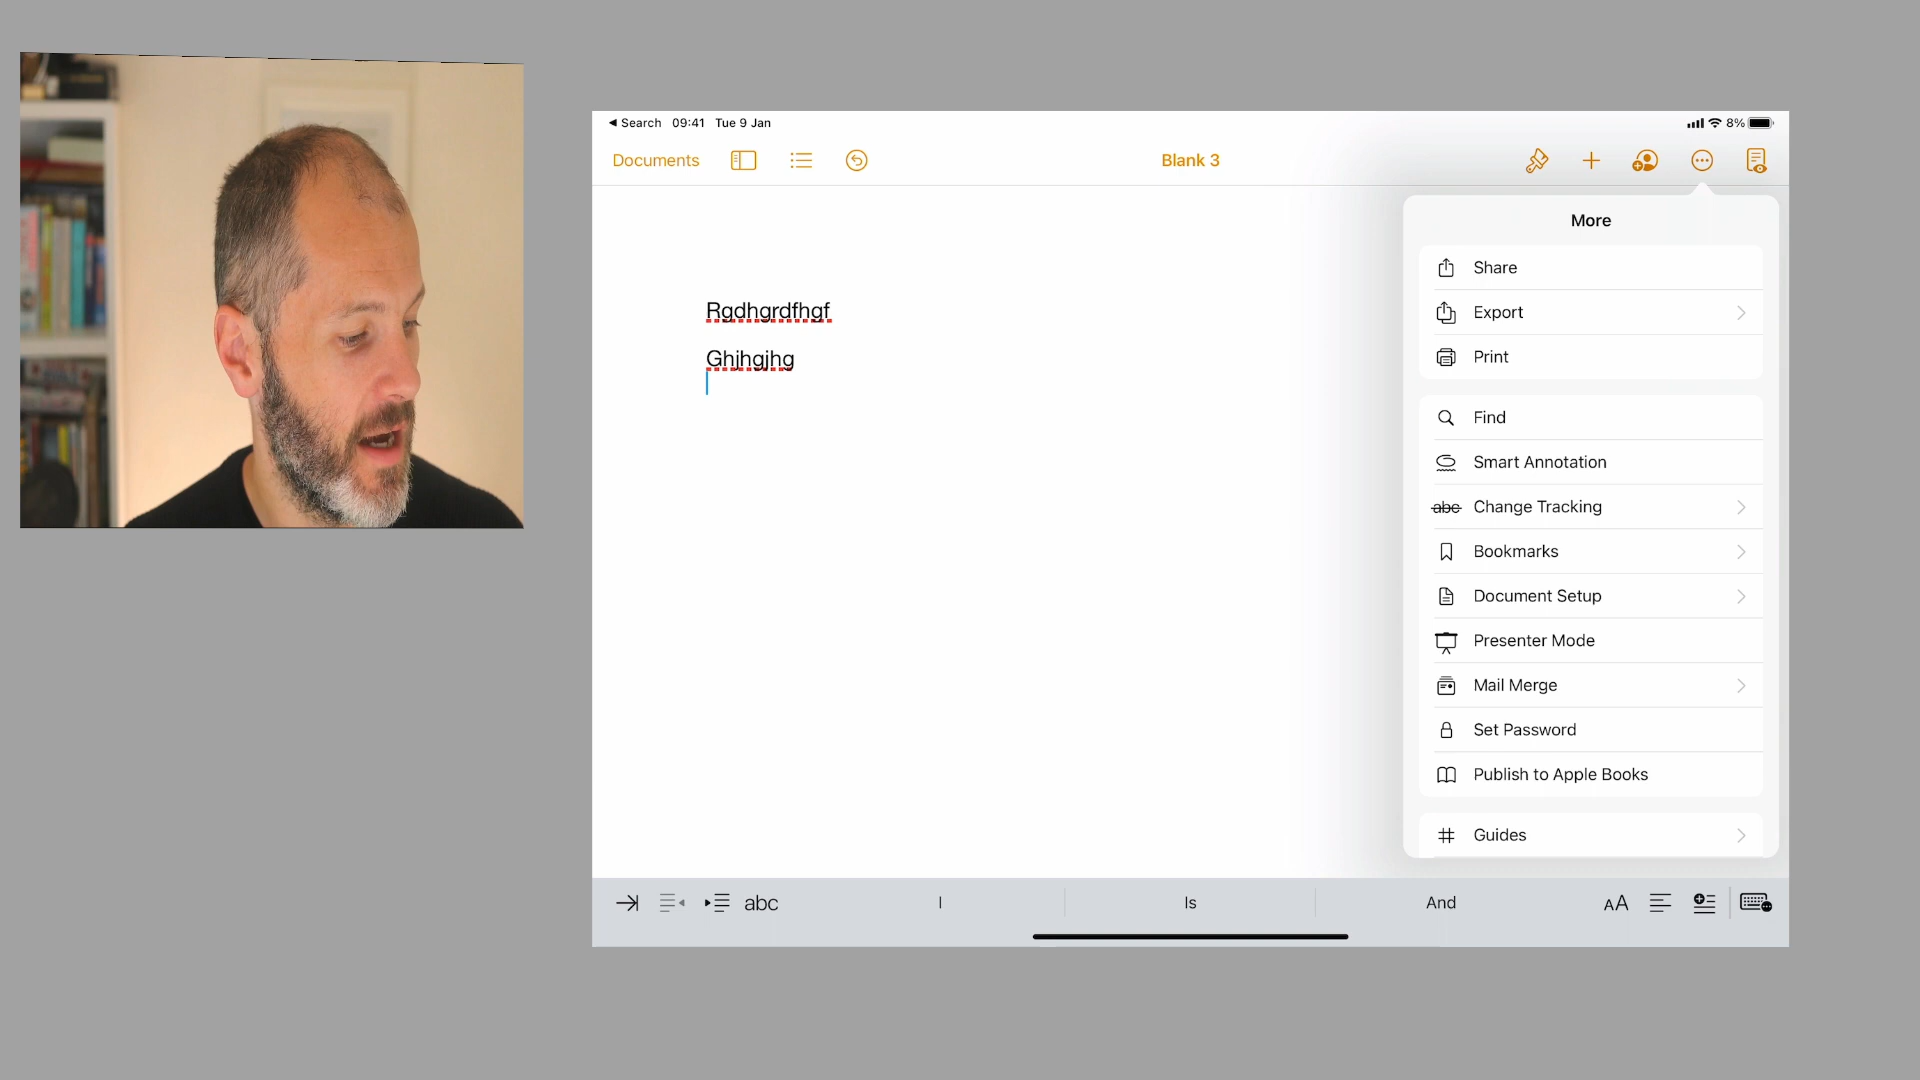 Search 09:41 Tue 9 Jan
8%
Documents
Blank 3
More
Share
Export
Print
Find
Smart Annotation
abc Change Tracking
Bookmarks
Document Setup
Presenter Mode
Mail Merge
Set Password
Publish to Apple Books
Guides
Rgdhgrdfhgf
Ghjhgjhg
abc
I
Is
And
AA